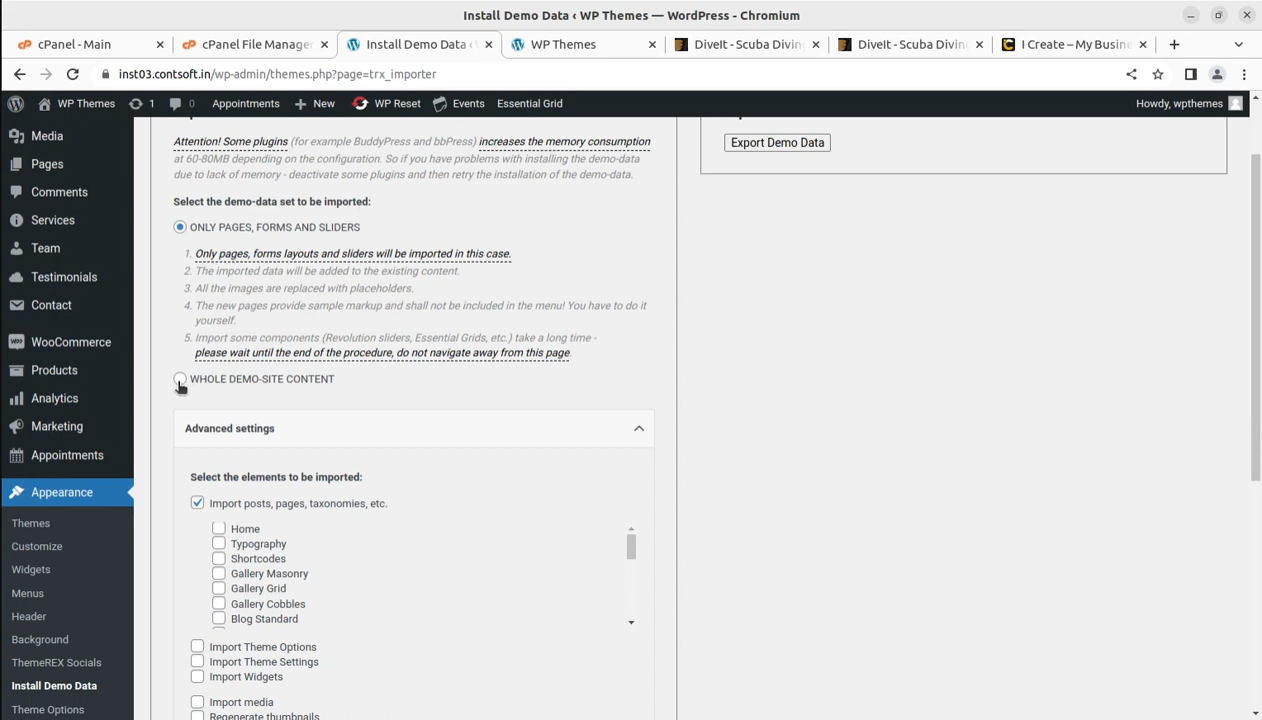 Install Demo Data ‹ WP Themes — WordPress - Chromium
cPanel - Main
cPanel File Manage
Install Demo Data ‹
WP Themes
DiveIt - Scuba Divin
DiveIt - Scuba Divin
I Create – My Busin
inst03.contsoft.in/wp-admin/themes.php?page=trx_importer
WP Themes
1
0
Appointments
New
WP Reset
Events
Essential Grid
Howdy, wpthemes
Media
Pages
Comments
Services
Team
Testimonials
Contact
WooCommerce
Products
Analytics
Marketing
Appointments
Appearance
Themes
Customize
Widgets
Menus
Header
Background
ThemeREX Socials
Install Demo Data
Theme Options
Attention! Some plugins (for example BuddyPress and bbPress) increases the memory consumption
at 60-80MB depending on the configuration. So if you have problems with installing the demo-data
due to lack of memory - deactivate some plugins and then retry the installation of the demo-data.
Select the demo-data set to be imported:
ONLY PAGES, FORMS AND SLIDERS
1. Only pages, forms layouts and sliders will be imported in this case.
2. The imported data will be added to the existing content.
3. All the images are replaced with placeholders.
4. The new pages provide sample markup and shall not be included in the menu! You have to do it
yourself.
5. Import some components (Revolution sliders, Essential Grids, etc.) take a long time -
please wait until the end of the procedure, do not navigate away from this page.
WHOLE DEMO-SITE CONTENT
Advanced settings
Select the elements to be imported:
Import posts, pages, taxonomies, etc.
Home
Typography
Shortcodes
Gallery Masonry
Gallery Grid
Gallery Cobbles
Blog Standard
Import Theme Options
Import Theme Settings
Import Widgets
Import media
Regenerate thumbnails
Export Demo Data